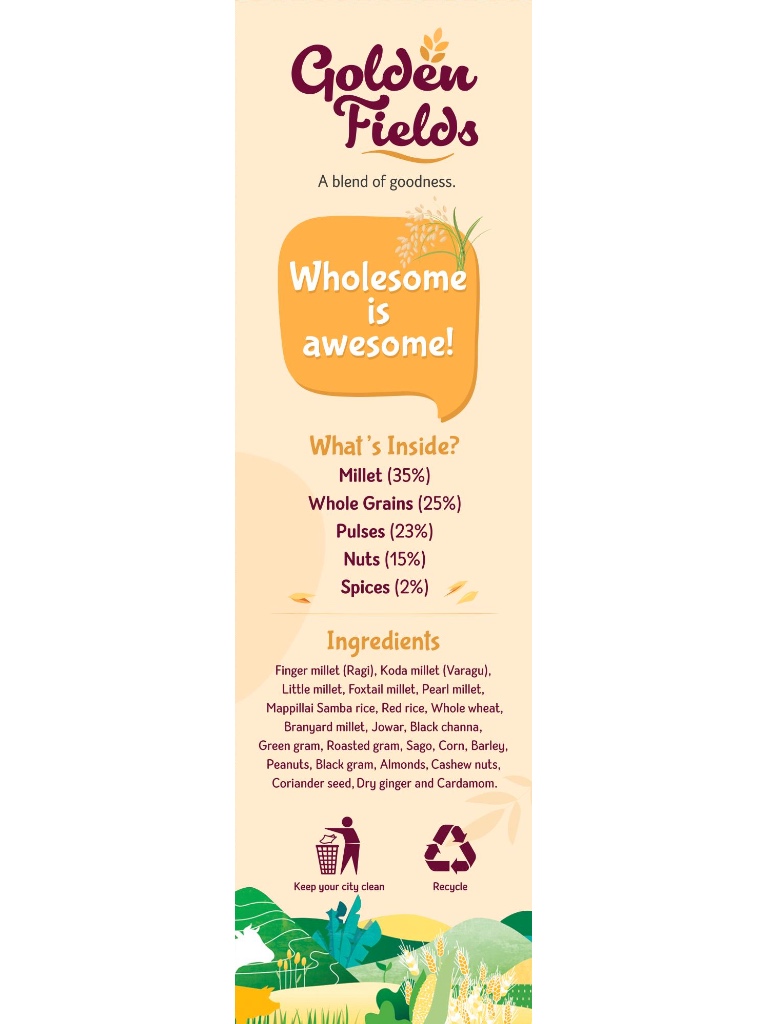 Golden
Fields
A blend of goodness.
Wholesome
is
awesome!
What's Inside?
Millet (35%)
Whole Grains (25%)
Pulses (23%)
Nuts (15%)
Spices (2%)
Ingredients
Finger millet (Ragi), Koda millet (Varagu),
Little millet, Foxtail millet, Pearl millet,
Mappillai Samba rice, Red rice, Whole wheat,
Branyard millet, Jowar, Black channa,
Green gram, Roasted gram, Sago, Corn, Barley,
Peanuts, Black gram, Almonds, Cashew nuts,
Coriander seed, Dry ginger and Cardamom.
Keep your city clean
Recycle